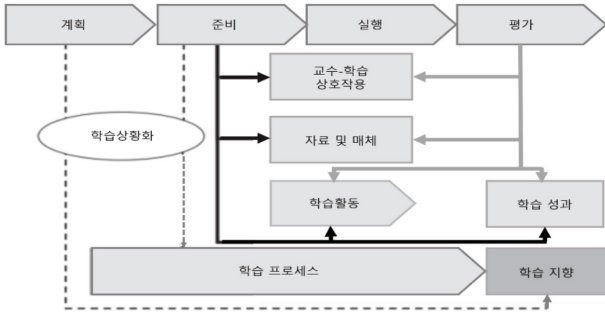 계획
준비
실행
평가
교수-학습
상호작용
학습상황화
자료 및 매체
학습활동
학습 성과
학습 프로세스
학습 지향